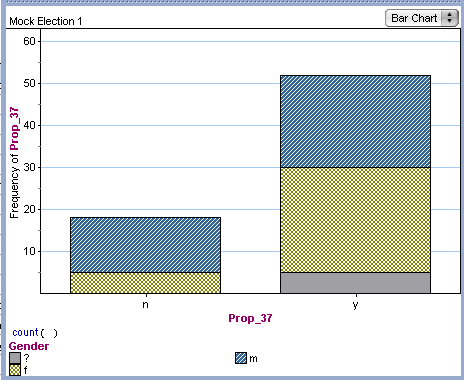 Mock Election 1
Bar Chart
60
50
40
30
20
10
Frequency of Prop_37
n y
Prop_37
count( )
Gender
? m
f